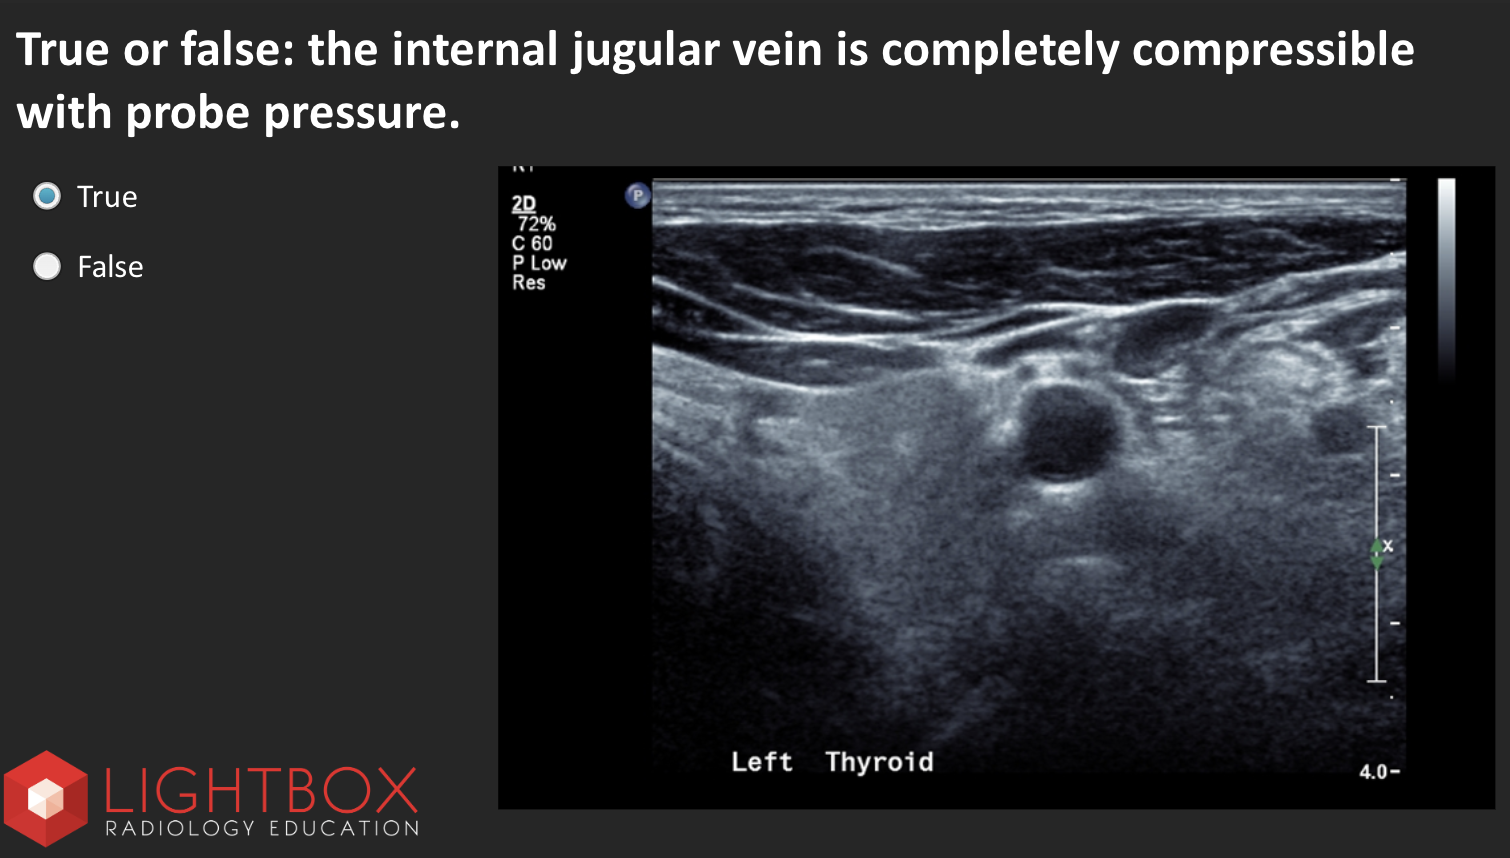 True or false: the internal jugular vein is completely compressible
with probe pressure.
True
False
P
2D
72%
C 60
P Low
Res
x
Left Thyroid
4.0
LIGHTBOX
RADIOLOGY EDUCATION